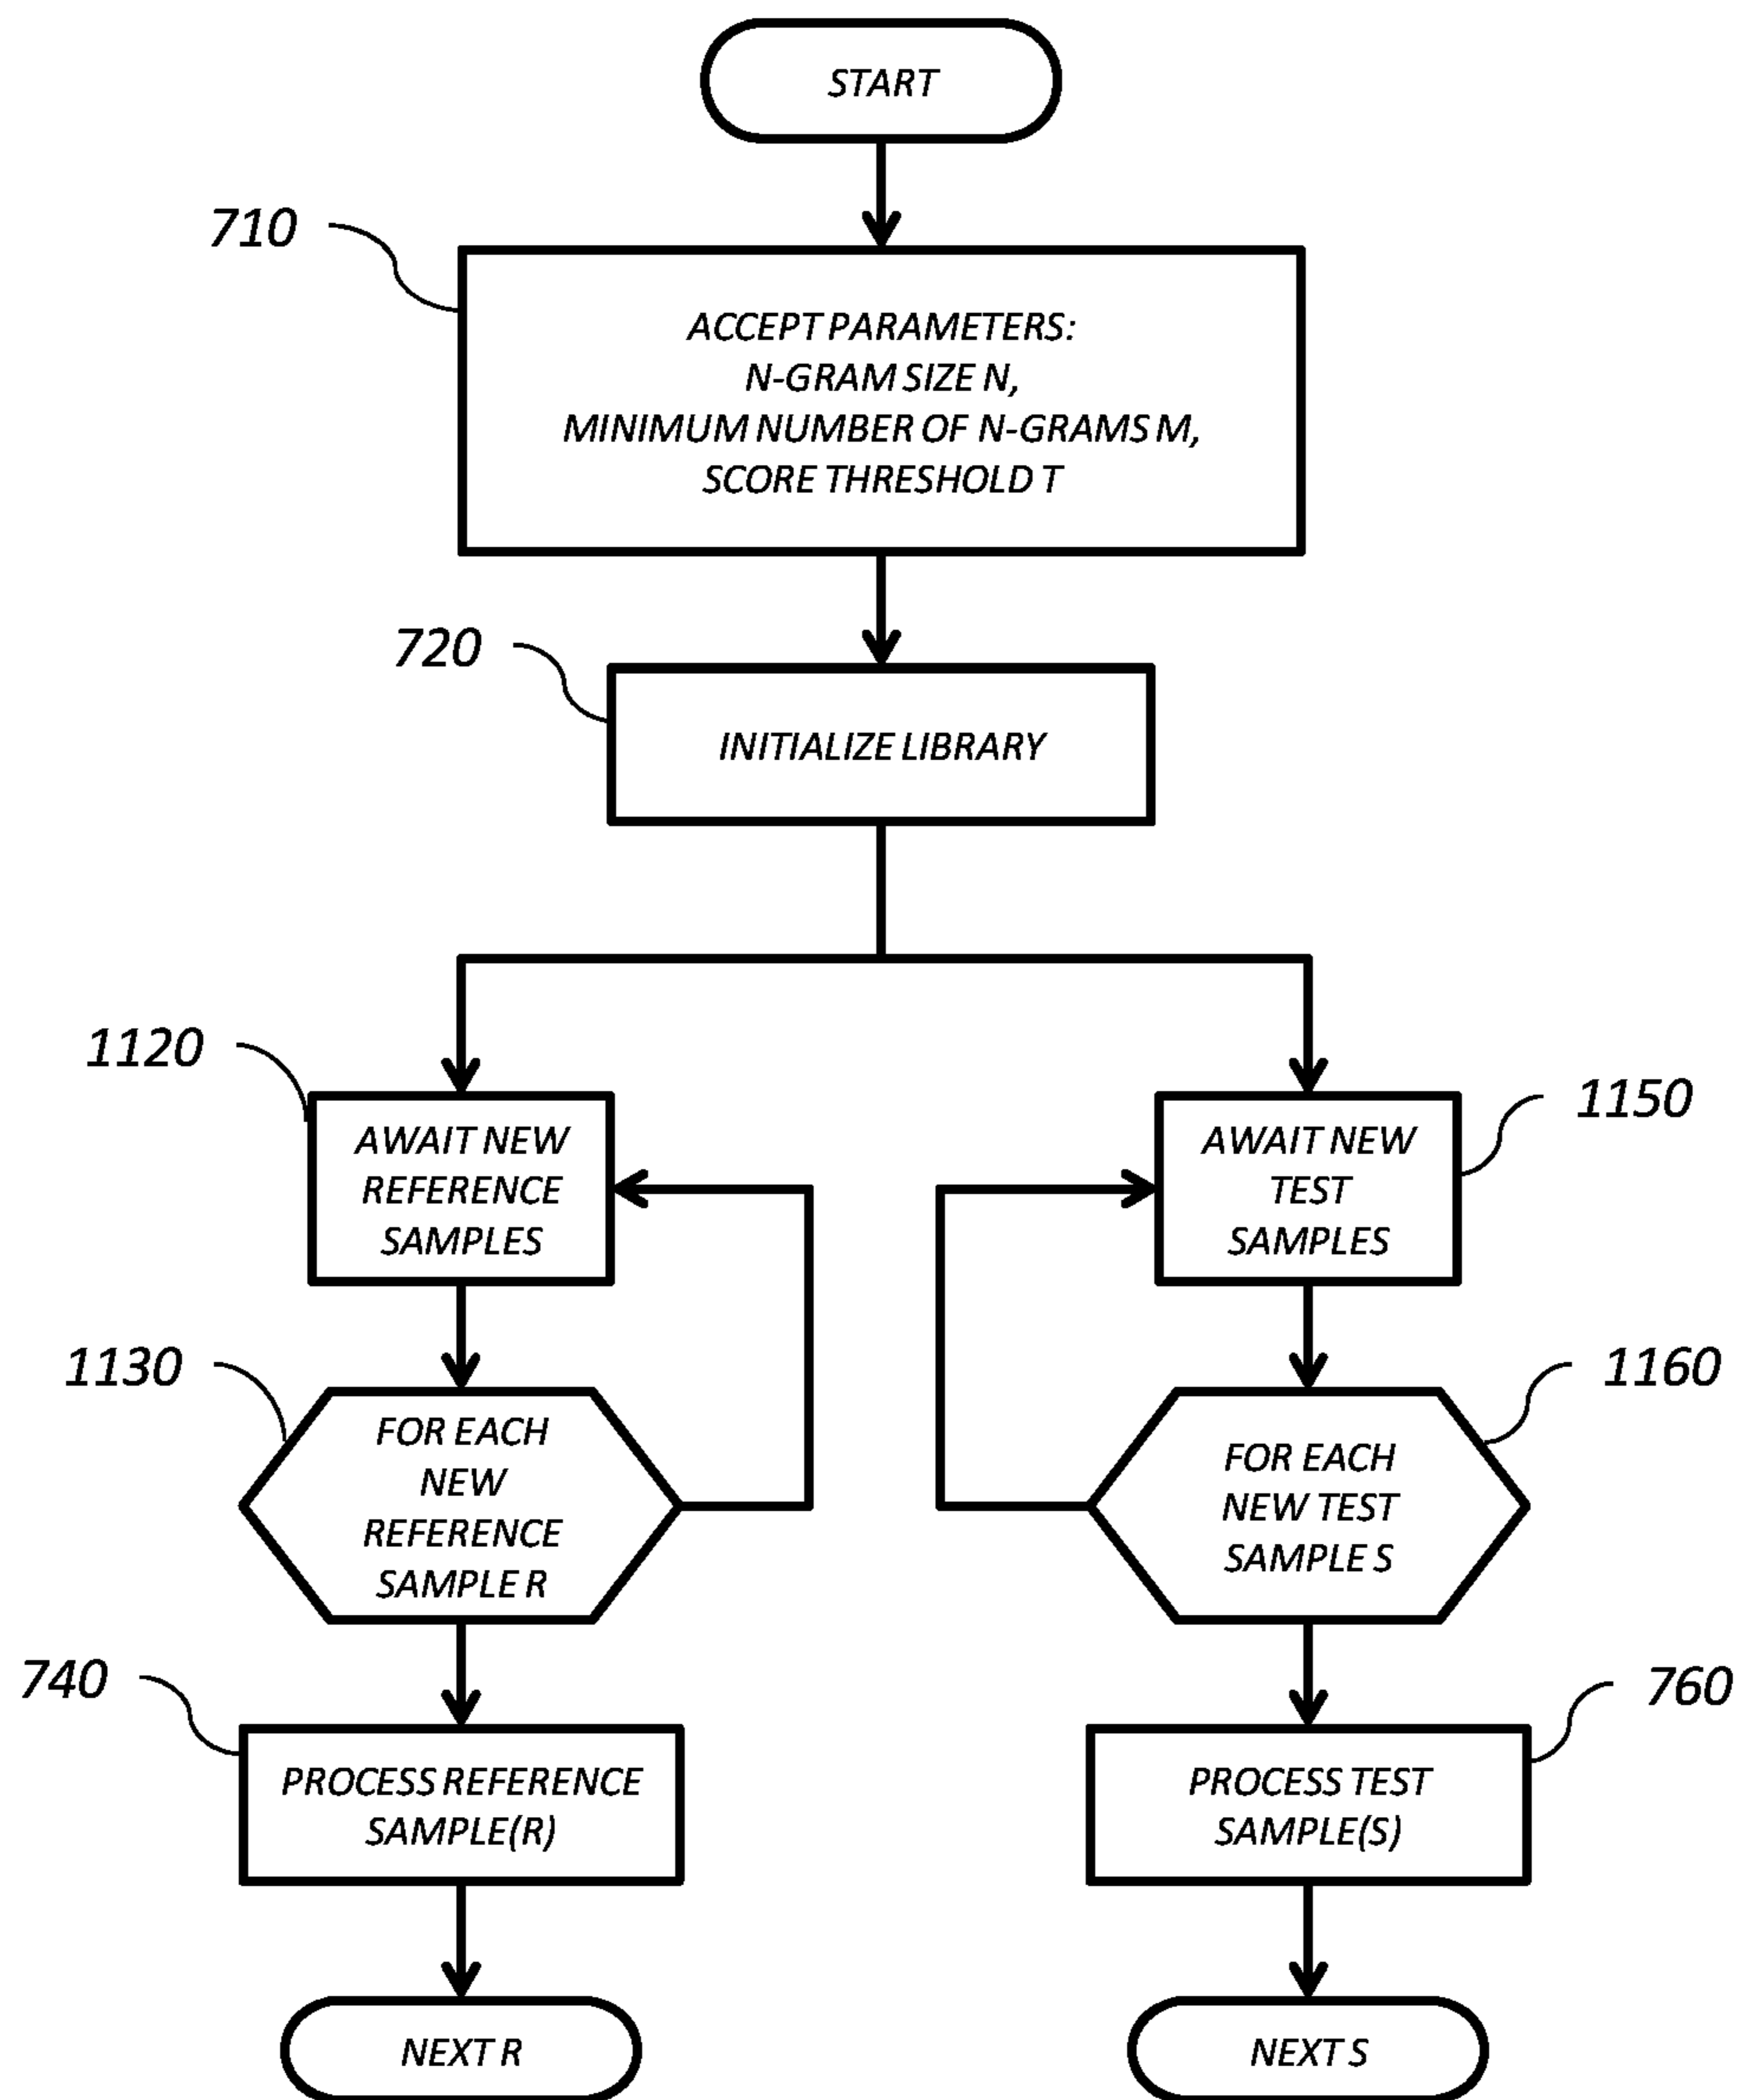 START
710
ACCEPT PARAMETERS:
N-GRAM SIZE N,
MINIMUM NUMBER OF N-GRAMS M,
SCORE THRESHOLD T
720
INITIALIZE LIBRARY
1120
AWAIT NEW
REFERENCE
SAMPLES
1150
AWAIT NEW
TEST
SAMPLES
1130
FOR EACH
NEW
REFERENCE
SAMPLE R
1160
FOR EACH
NEW TEST
SAMPLE S
740
PROCESS REFERENCE
SAMPLE(R)
760
PROCESS TEST
SAMPLE(S)
NEXT R
NEXT S